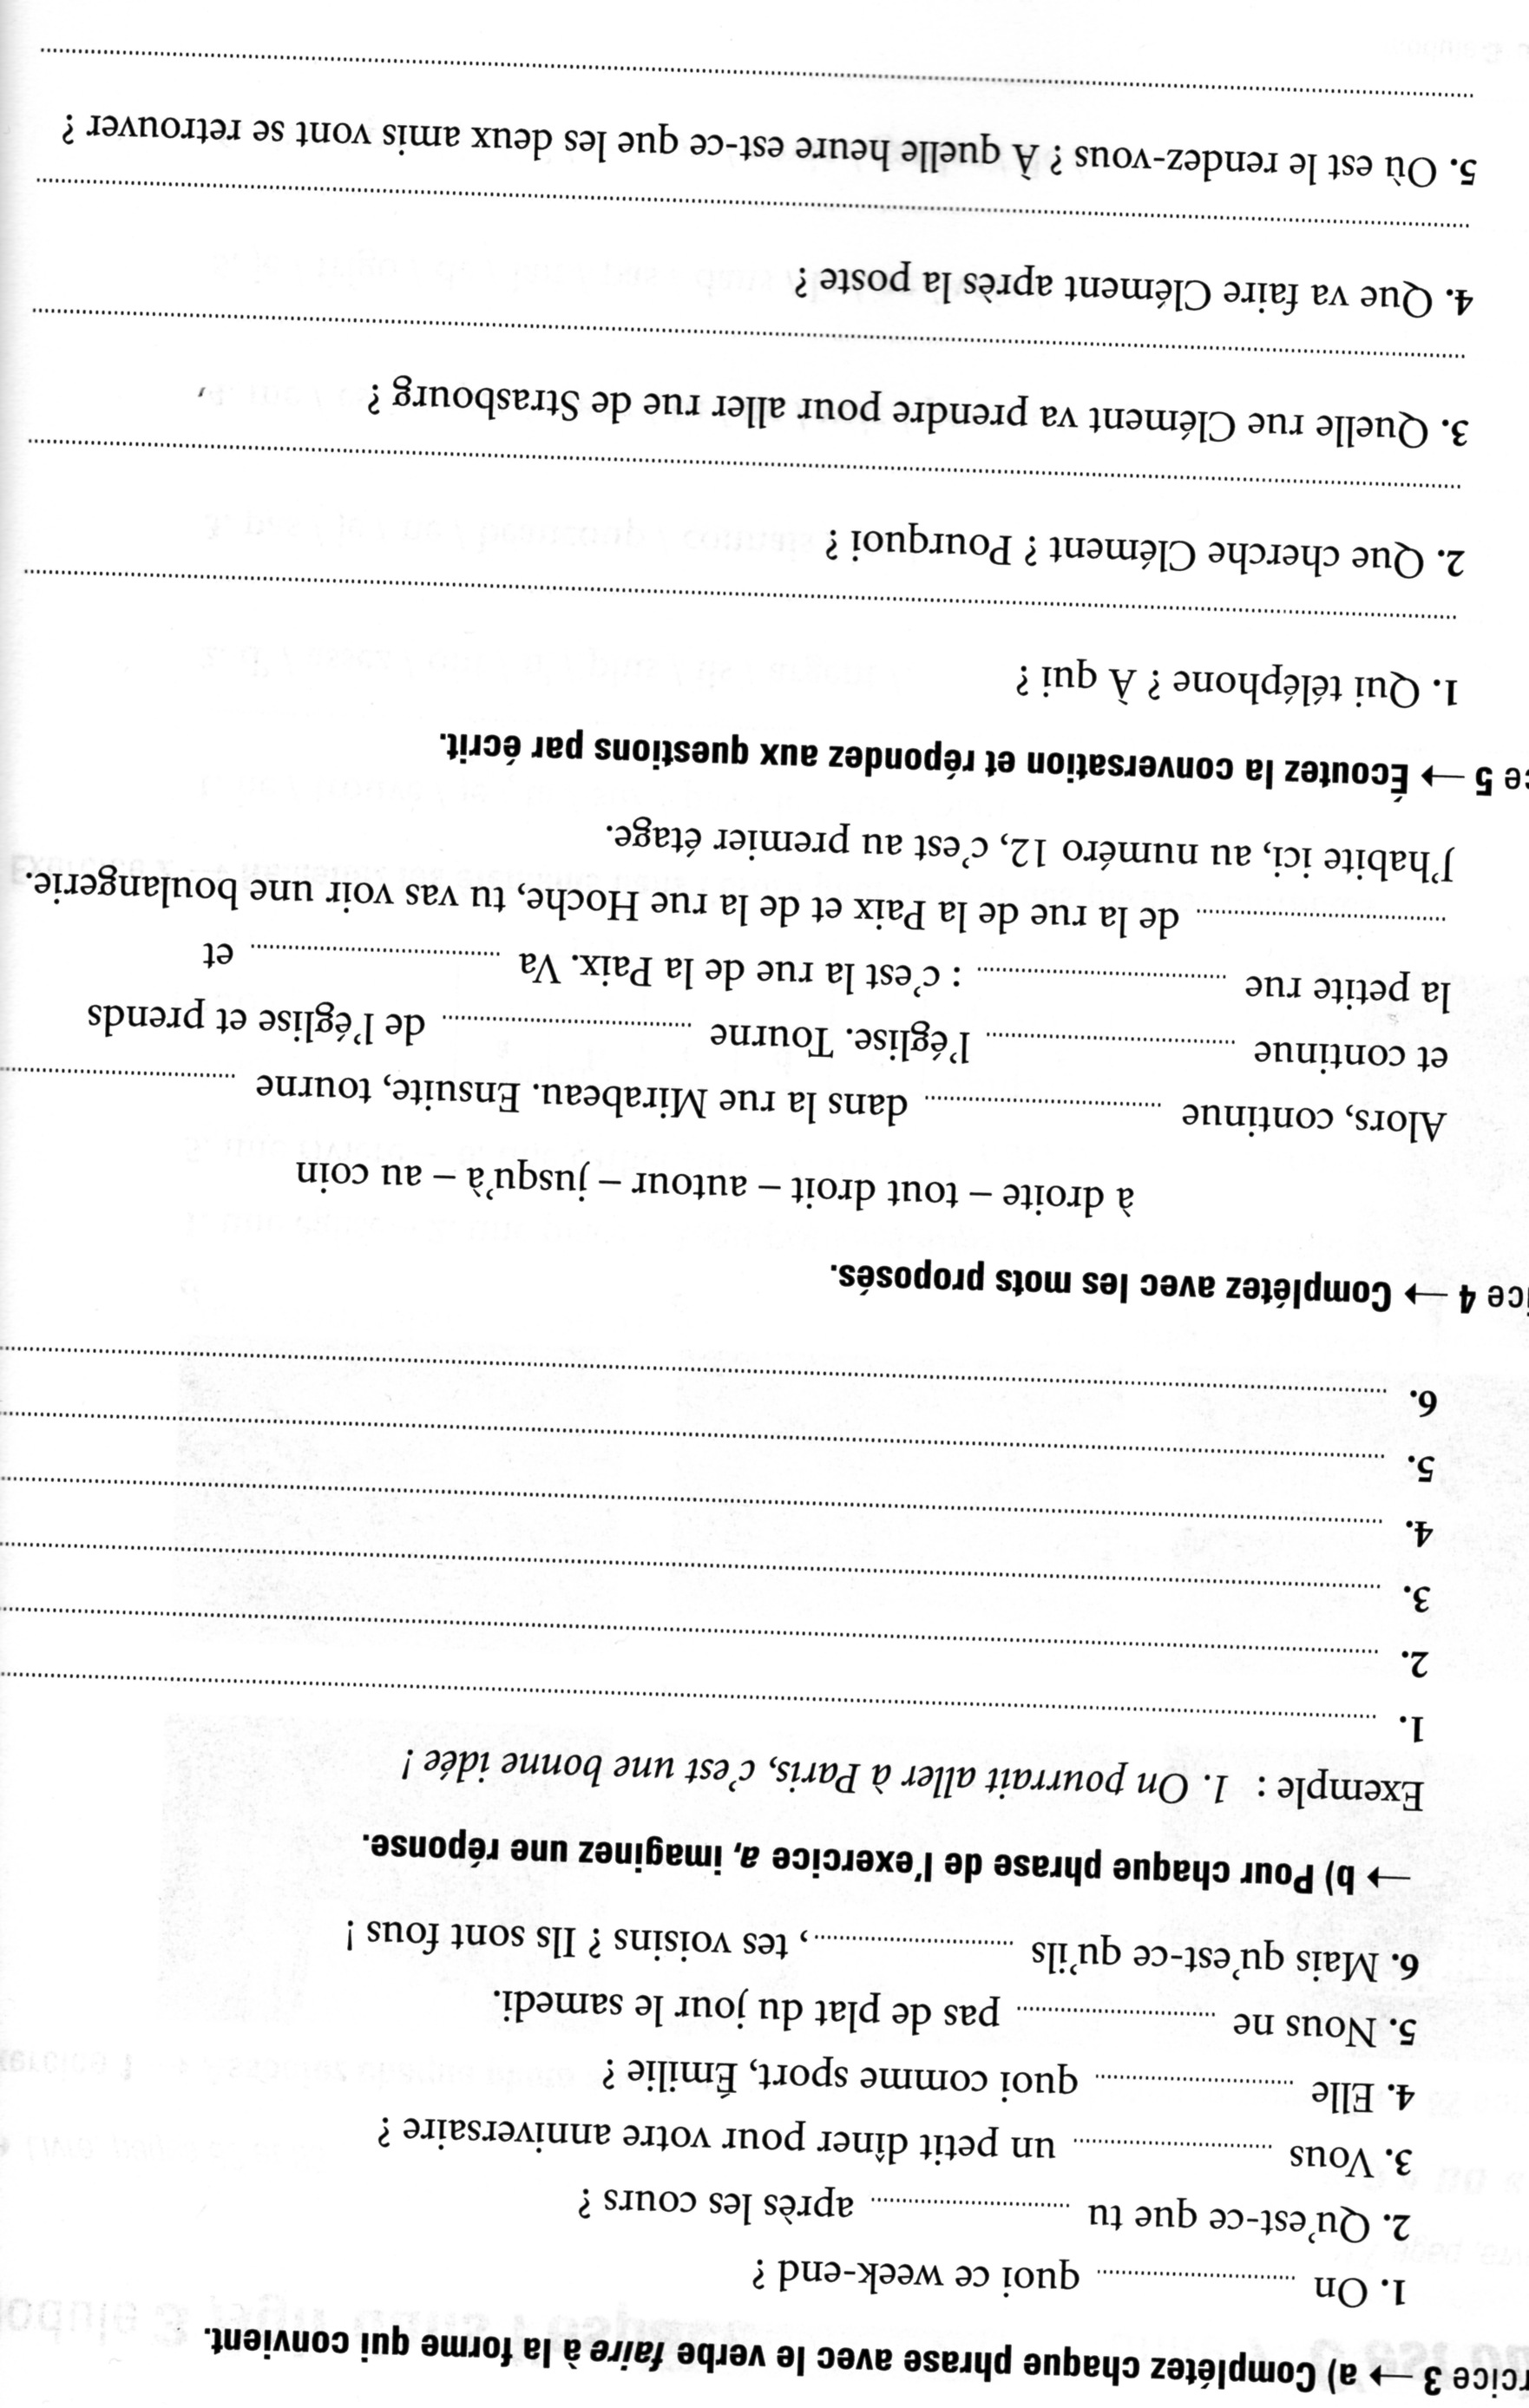 rcice 3 → a) Complétez chaque phrase avec le verbe faire à la forme qui convient.
1. On ........................ quoi ce week-end ?
2. Qu'est-ce que tu ........................ après les cours ?
3. Vous ........................ un petit dîner pour votre anniversaire ?
4. Elle ........................ quoi comme sport, Émilie ?
5. Nous ne ........................ pas de plat du jour le samedi.
6. Mais qu'est-ce qu'ils ........................, tes voisins ? Ils sont fous !
→ b) Pour chaque phrase de l'exercice a, imaginez une réponse.
Exemple : 1. On pourrait aller à Paris, c'est une bonne idée !
1. ........................
2. ........................
3. ........................
4. ........................
5. ........................
6. ........................
ice 4 → Complétez avec les mots proposés.
à droite – tout droit – autour – jusqu'à – au coin
Alors, continue ........................ dans la rue Mirabeau. Ensuite, tourne ........................
et continue ........................ l'église. Tourne ........................ de l'église et prends
la petite rue ........................ : c'est la rue de la Paix. Va ........................ et
........................ de la rue de la Paix et de la rue Hoche, tu vas voir une boulangerie.
J'habite ici, au numéro 12, c'est au premier étage.
ce 5 → Écoutez la conversation et répondez aux questions par écrit.
1. Qui téléphone ? À qui ?
2. Que cherche Clément ? Pourquoi ?
3. Quelle rue Clément va prendre pour aller rue de Strasbourg ?
4. Que va faire Clément après la poste ?
5. Où est le rendez-vous ? À quelle heure est-ce que les deux amis vont se retrouver ?